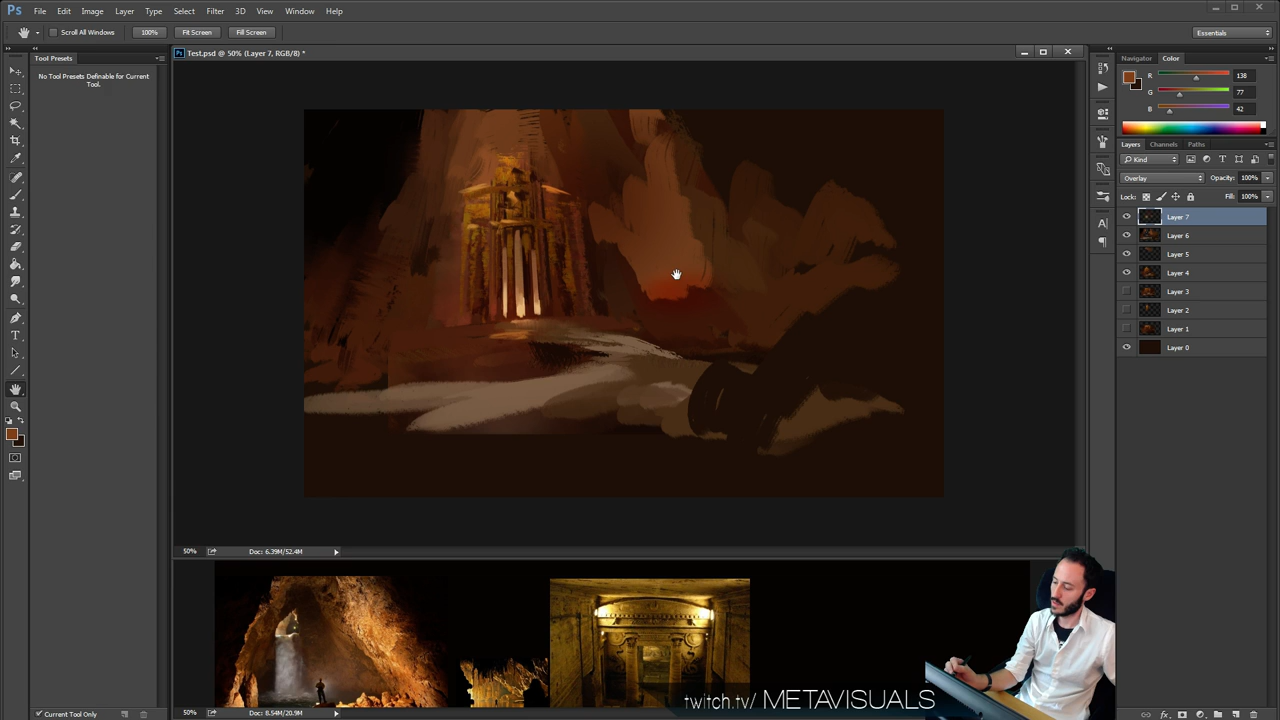 Ps File Edit Image Layer Type Select Filter 3D View Window Help
Scroll All Windows 100% Fit Screen Fill Screen Essentials
Tool Presets
No Tool Presets Definable for Current
Tool.
Ps Test.psd @ 50% (Layer 7, RGB/8) *
Navigator Color
R 138
G 77
B 42
Layers Channels Paths
Kind T
Overlay Opacity: 100%
Lock: Fill: 100%
Layer 7
Layer 6
Layer 5
Layer 4
Layer 3
Layer 2
Layer 1
Layer 0
T
A
50% Doc: 6.39M/52.4M
twitch.tv/ METAVISUALS
50% Doc: 8.54M/20.9M
Current Tool Only
fx